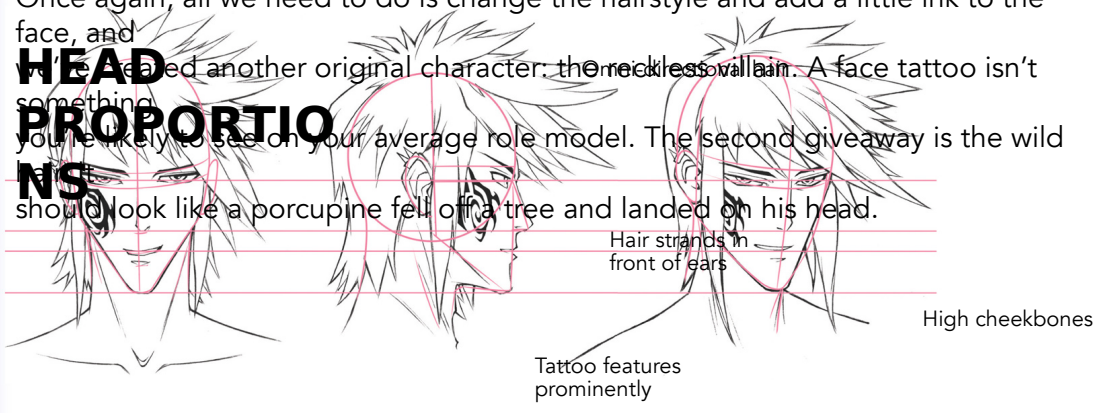 Once again, all we need to do is change the hairstyle and add a little ink to the
face, and
we've created another original character: the reckless villain. A face tattoo isn't
something
you're likely to see on your average role model. The second giveaway is the wild
should look like a porcupine fell off a tree and landed on his head.
HEAD
PROPORTIO
NS
Omni-directional hair
Hair strands in
front of ears
High cheekbones
Tattoo features
prominently